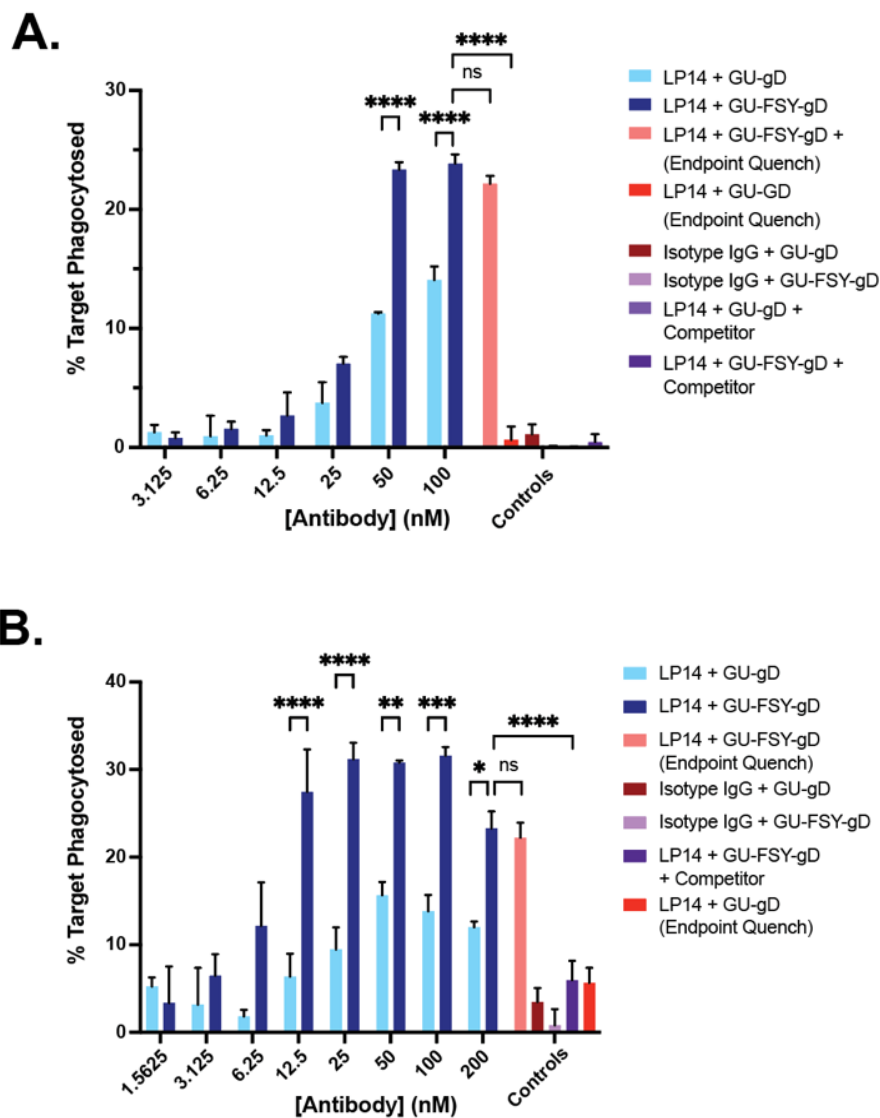 A.
% Target Phagocytosed
30
20
10
0
****
****
****
ns
3.125
6.25
12.5
25
50
100
Controls
[Antibody] (nM)
LP14 + GU-gD
LP14 + GU-FSY-gD
LP14 + GU-FSY-gD +
(Endpoint Quench)
LP14 + GU-GD
(Endpoint Quench)
Isotype IgG + GU-gD
Isotype IgG + GU-FSY-gD
LP14 + GU-gD +
Competitor
LP14 + GU-FSY-gD +
Competitor
B.
% Target Phagocytosed
40
30
20
10
0
****
****
**
***
*
ns
****
1.5625
3.125
6.25
12.5
25
50
100
200
Controls
[Antibody] (nM)
LP14 + GU-gD
LP14 + GU-FSY-gD
LP14 + GU-FSY-gD
(Endpoint Quench)
Isotype IgG + GU-gD
Isotype IgG + GU-FSY-gD
LP14 + GU-FSY-gD
+ Competitor
LP14 + GU-gD
(Endpoint Quench)